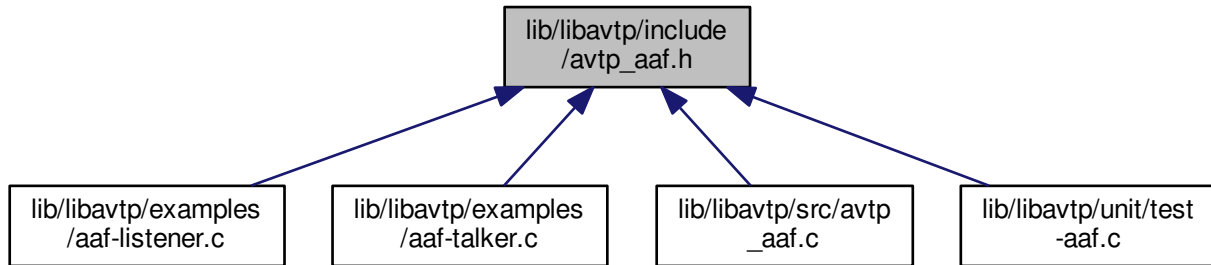 lib/libavtp/include
/avtp_aaf.h
lib/libavtp/examples
/aaf-listener.c
lib/libavtp/examples
/aaf-talker.c
lib/libavtp/src/avtp
_aaf.c
lib/libavtp/unit/test
-aaf.c